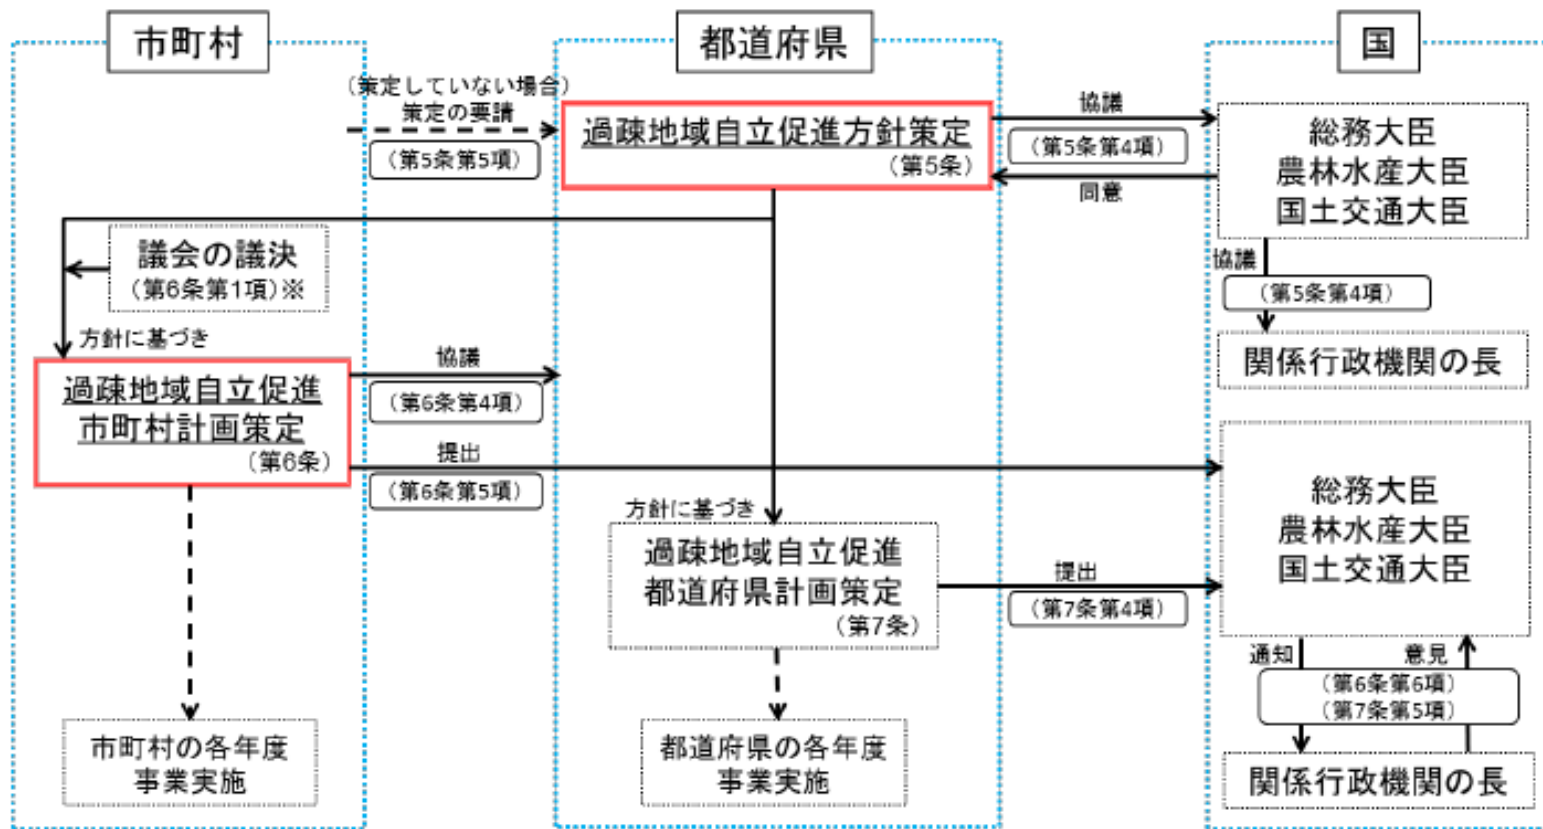 市町村
都道府県
国
（策定していない場合）
策定の要請
（第5条第5項）
過疎地域自立促進方針策定
（第5条）
協議
（第5条第4項）
同意
総務大臣
農林水産大臣
国土交通大臣
協議
（第5条第4項）
関係行政機関の長
議会の議決
（第6条第1項）※
方針に基づき
過疎地域自立促進
市町村計画策定
（第6条）
協議
（第6条第4項）
提出
（第6条第5項）
方針に基づき
過疎地域自立促進
都道府県計画策定
（第7条）
提出
（第7条第4項）
総務大臣
農林水産大臣
国土交通大臣
通知
意見
（第6条第6項）
（第7条第5項）
関係行政機関の長
市町村の各年度
事業実施
都道府県の各年度
事業実施